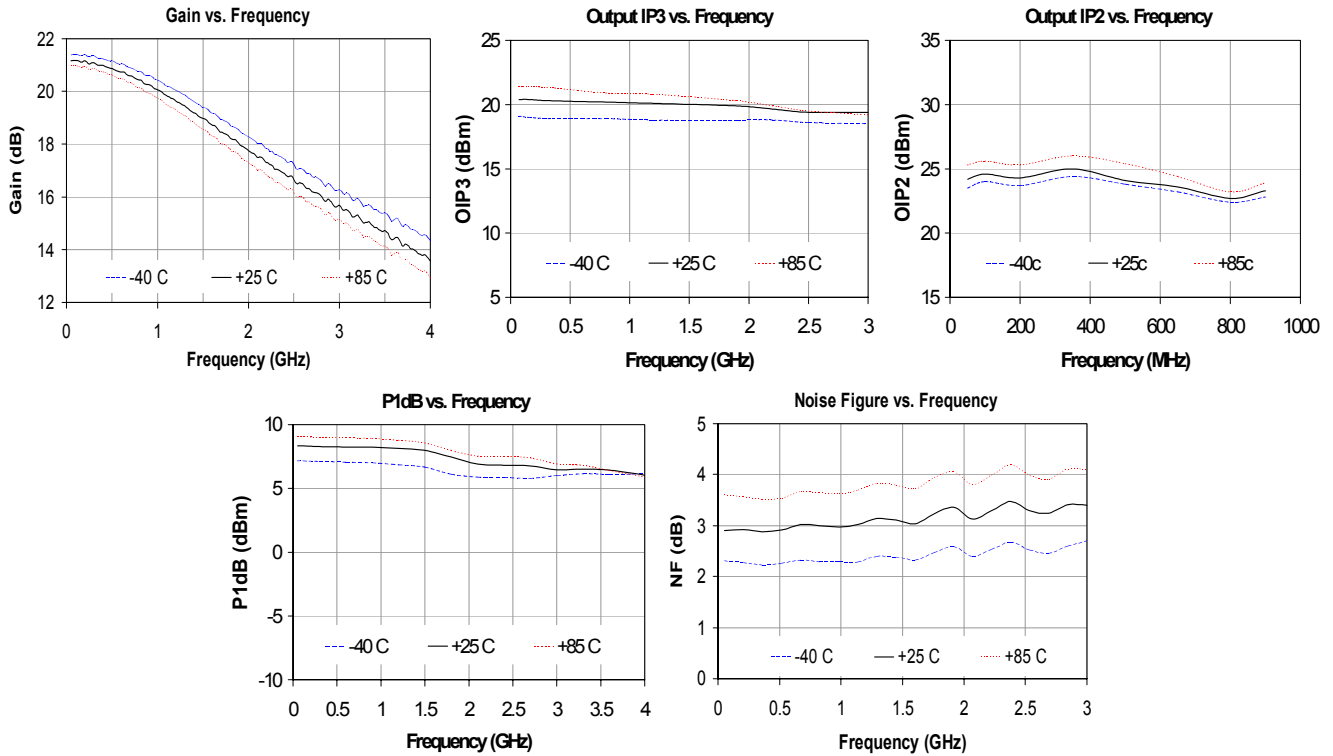 Gain vs. Frequency
22
20
18
16
14
12
Gain (dB)
-40 C
+25 C
+85 C
0
1
2
3
4
Frequency (GHz)
Output IP3 vs. Frequency
25
20
15
10
5
OIP3 (dBm)
-40 C
+25 C
+85 C
0
0.5
1
1.5
2
2.5
3
Frequency (GHz)
Output IP2 vs. Frequency
35
30
25
20
15
OIP2 (dBm)
-40c
+25c
+85c
0
200
400
600
800
1000
Frequency (MHz)
P1dB vs. Frequency
10
5
0
-5
-10
P1dB (dBm)
-40 C
+25 C
+85 C
0
0.5
1
1.5
2
2.5
3
3.5
4
Frequency (GHz)
Noise Figure vs. Frequency
5
4
3
2
1
0
NF (dB)
-40 C
+25 C
+85 C
0
0.5
1
1.5
2
2.5
3
Frequency (GHz)